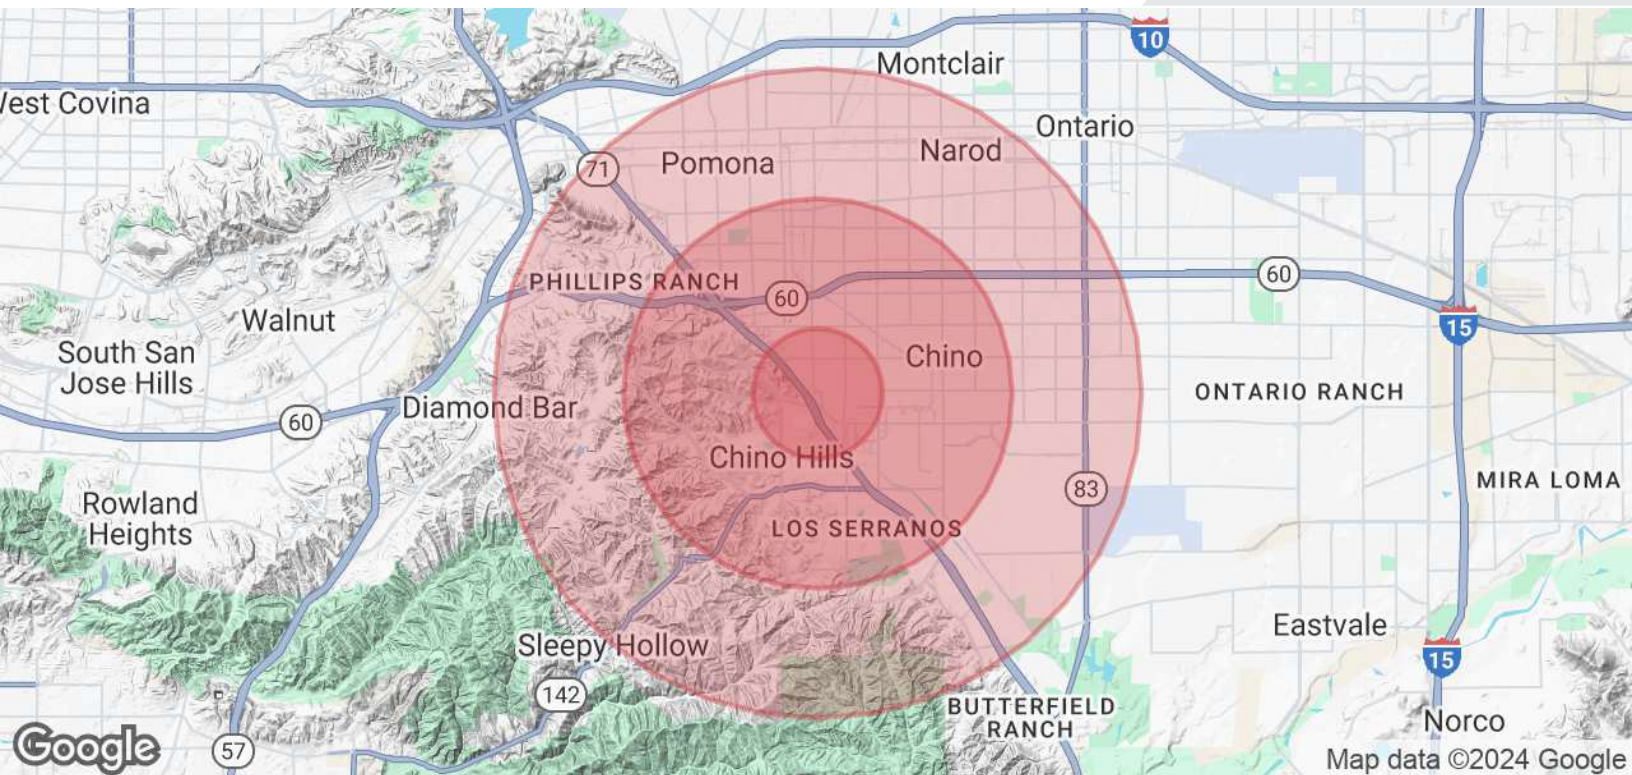 10
Montclair
West Covina
Ontario
Narod
Pomona
71
PHILLIPS RANCH
60
60
Walnut
15
South San
Jose Hills
Chino
ONTARIO RANCH
Diamond Bar
60
Chino Hills
83
MIRA LOMA
Rowland
Heights
LOS SERRANOS
Eastvale
Sleepy Hollow
15
142
BUTTERFIELD
RANCH
Norco
Google
57
Map data ©2024 Google